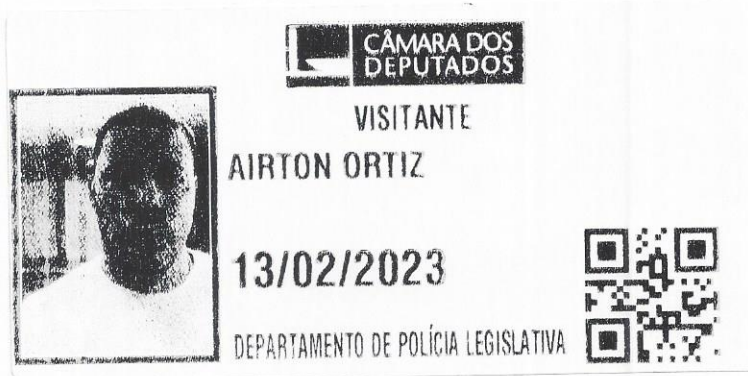 CÂMARA DOS
DEPUTADOS
VISITANTE
AIRTON ORTIZ
13/02/2023
DEPARTAMENTO DE POLÍCIA LEGISLATIVA